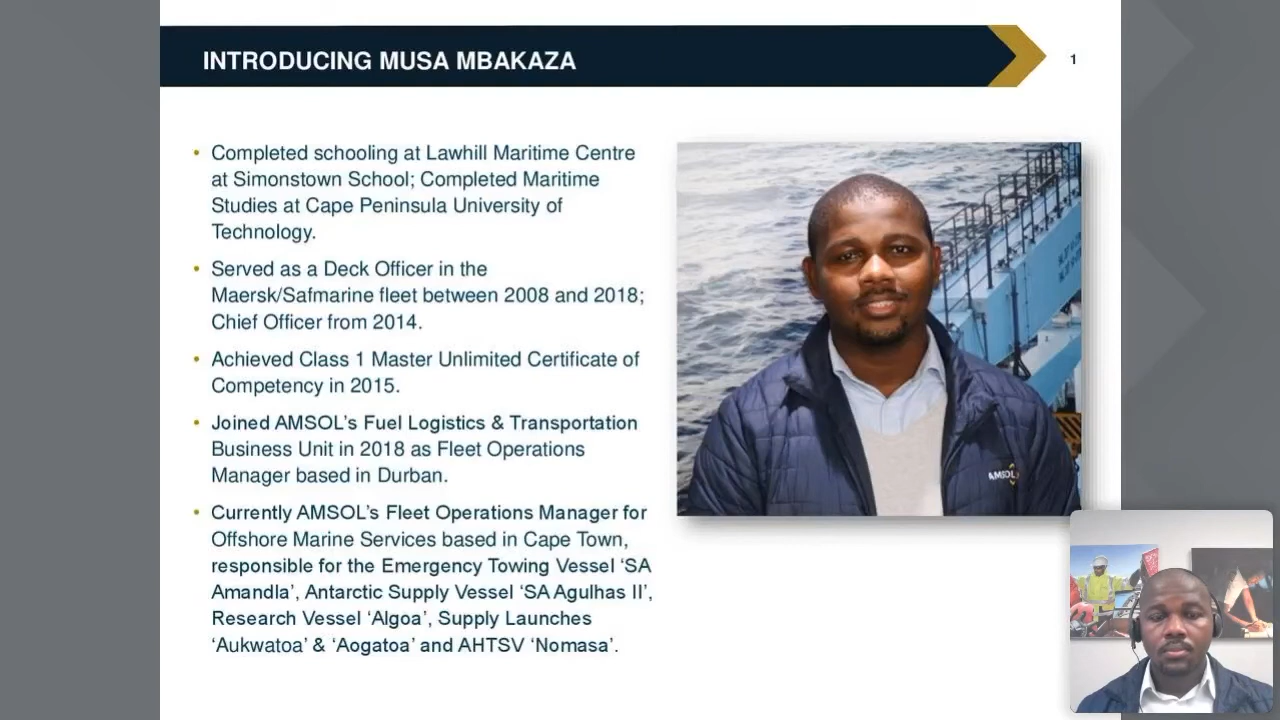 INTRODUCING MUSA MBAKAZA
1
• Completed schooling at Lawhill Maritime Centre
at Simonstown School; Completed Maritime
Studies at Cape Peninsula University of
Technology.
• Served as a Deck Officer in the
Maersk/Safmarine fleet between 2008 and 2018;
Chief Officer from 2014.
• Achieved Class 1 Master Unlimited Certificate of
Competency in 2015.
• Joined AMSOL’s Fuel Logistics & Transportation
Business Unit in 2018 as Fleet Operations
Manager based in Durban.
• Currently AMSOL’s Fleet Operations Manager for
Offshore Marine Services based in Cape Town,
responsible for the Emergency Towing Vessel ‘SA
Amandla’, Antarctic Supply Vessel ‘SA Agulhas II’,
Research Vessel ‘Algoa’, Supply Launches
‘Aukwatoa’ & ‘Aogatoa’ and AHTSV ‘Nomasa’.
AMSOL